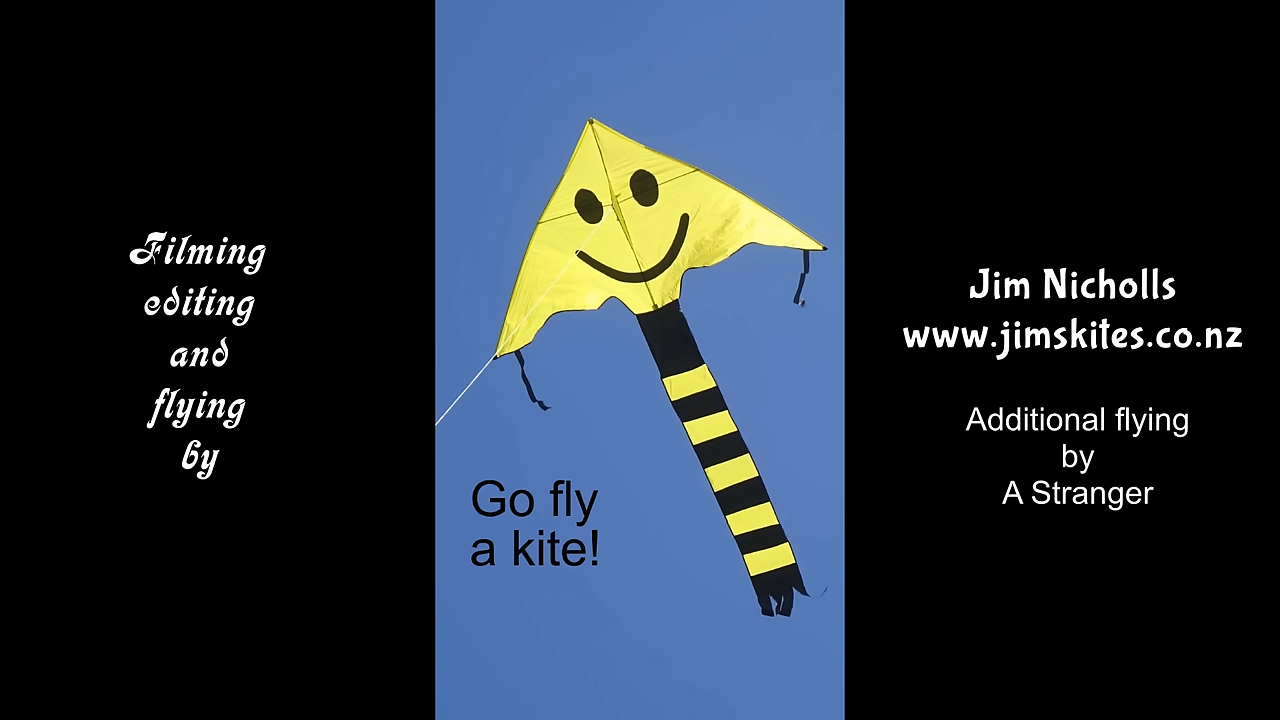 Filming
editing
and
flying
by
Go fly
a kite!
Jim Nicholls
www.jimskites.co.nz
Additional flying
by
A Stranger